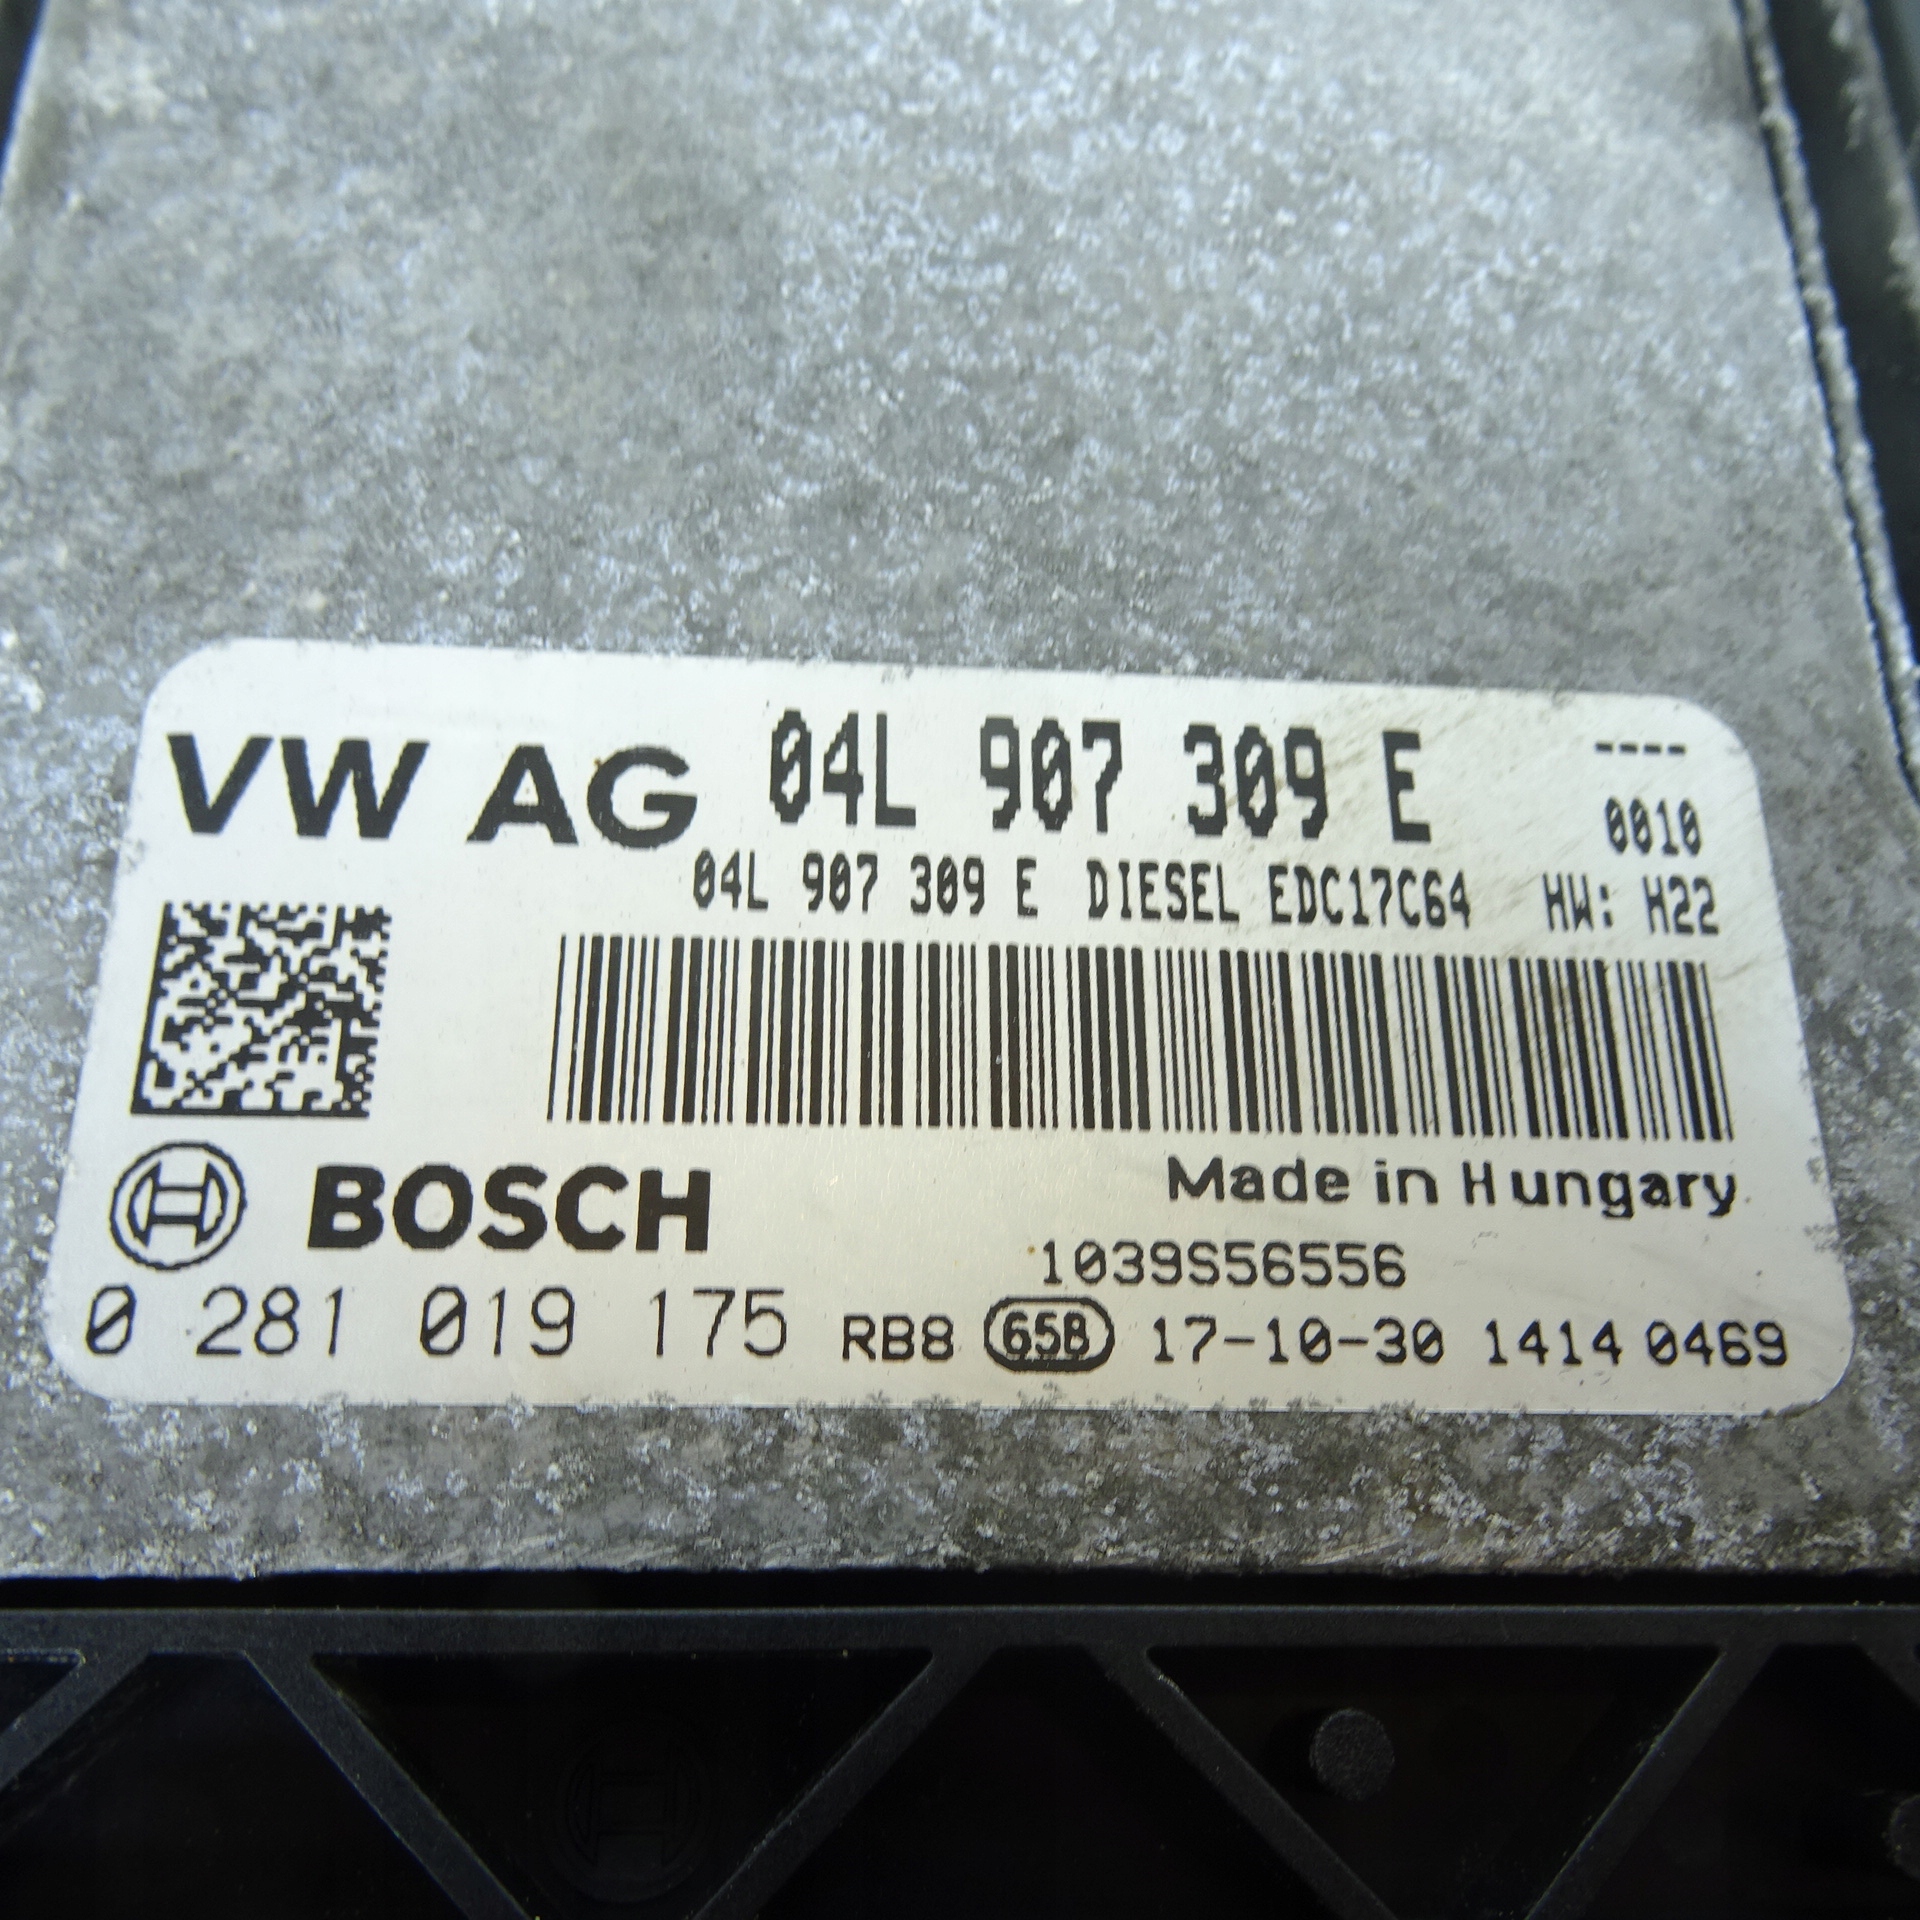 VW AG 04L 907 309 E ----
0010
04L 907 309 E DIESEL EDC17C64 HW: H22
BOSCH
Made in Hungary
1039S56556
0 281 019 175 RB8 65B 17-10-30 1414 0469